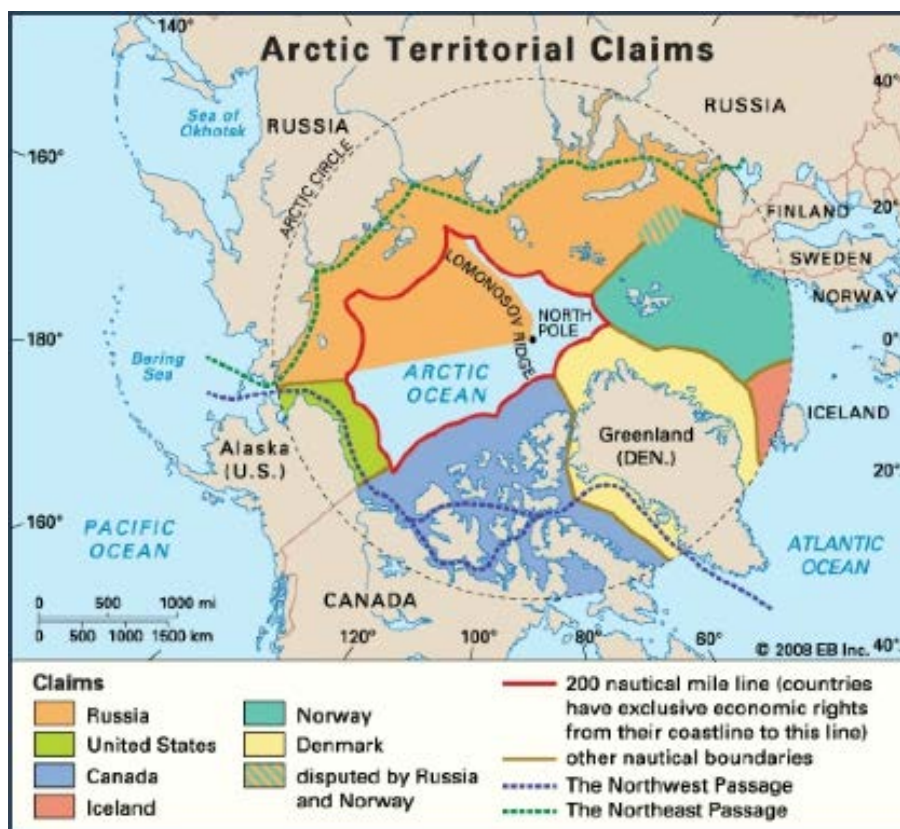 Arctic Territorial Claims
140°
Sea of
Okhotsk
RUSSIA
RUSSIA
40°
160°
ARCTIC CIRCLE
FINLAND
20°
SWEDEN
LOMONOSOV RIDGE
NORWAY
NORTH
POLE
180°
0°
Bering
Sea
ARCTIC
OCEAN
ICELAND
Alaska
(U.S.)
Greenland
(DEN.)
20°
160°
PACIFIC
OCEAN
ATLANTIC
OCEAN
0 500 1000 mi
0 500 1000 1500 km
CANADA
120° 100° 80° 60°
© 2008 EB Inc.
40°
Claims
Russia
United States
Canada
Iceland
Norway
Denmark
disputed by Russia
and Norway
200 nautical mile line (countries
have exclusive economic rights
from their coastline to this line)
other nautical boundaries
The Northwest Passage
The Northeast Passage